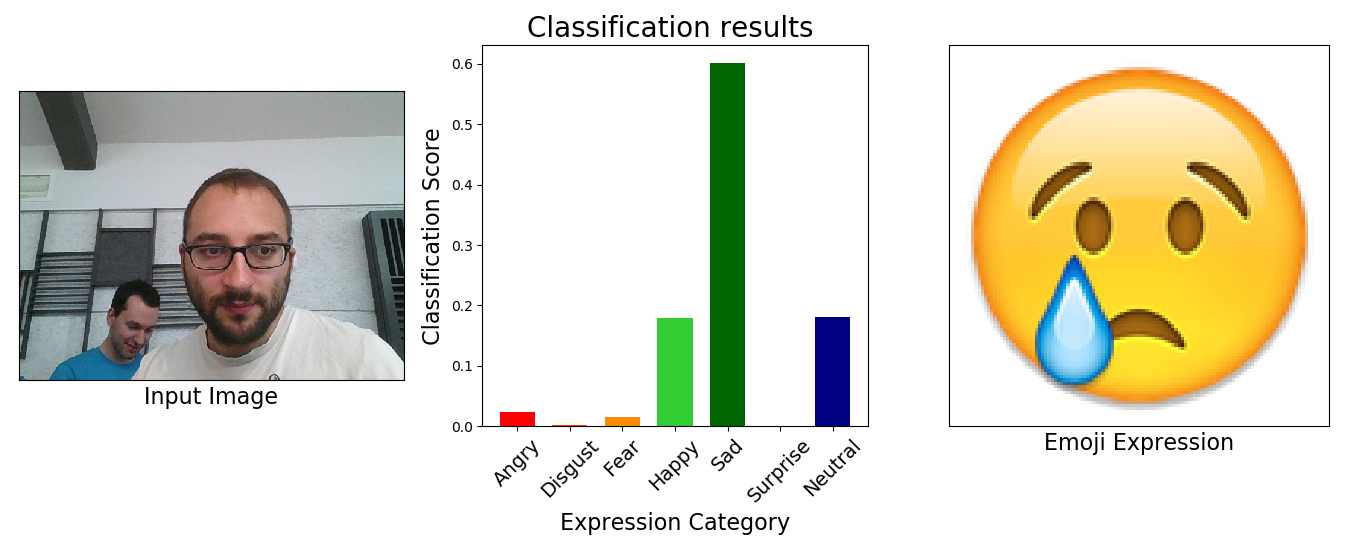 Classification results
Classification Score
0.6
0.5
0.4
0.3
0.2
0.1
0.0
Angry
Disgust
Fear
Happy
Sad
Surprise
Neutral
Expression Category
Input Image
Emoji Expression